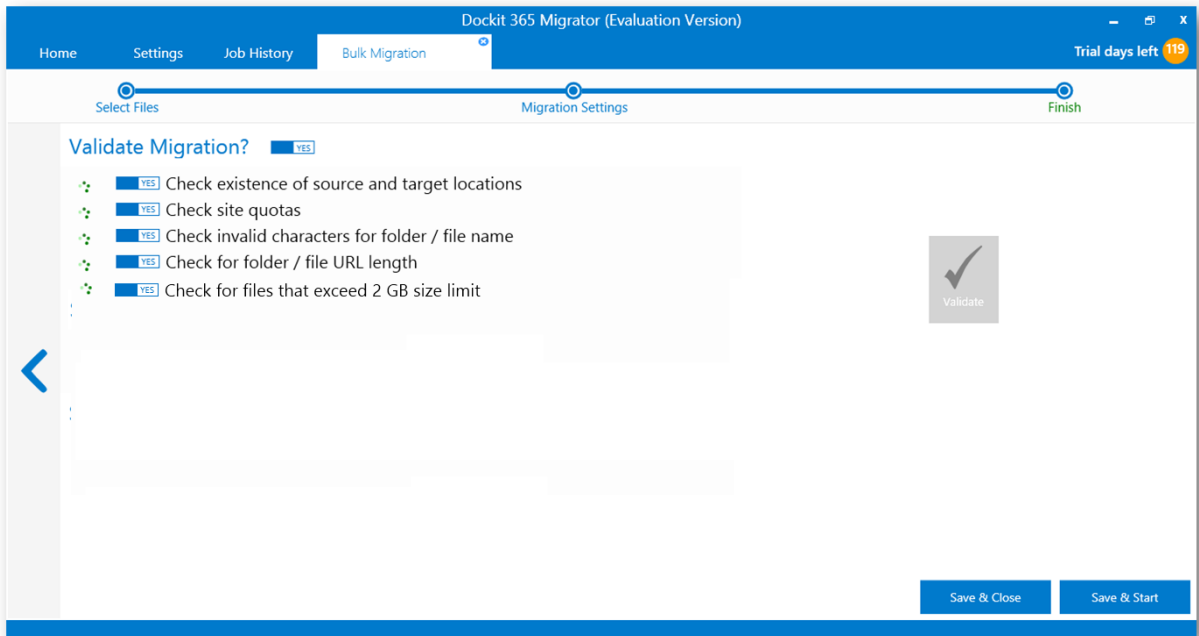 Dockit 365 Migrator (Evaluation Version)
Home Settings Job History Bulk Migration Trial days left 119
Select Files Migration Settings Finish
Validate Migration? YES
YES Check existence of source and target locations
YES Check site quotas
YES Check invalid characters for folder / file name
YES Check for folder / file URL length
YES Check for files that exceed 2 GB size limit
Validate
Save & Close Save & Start